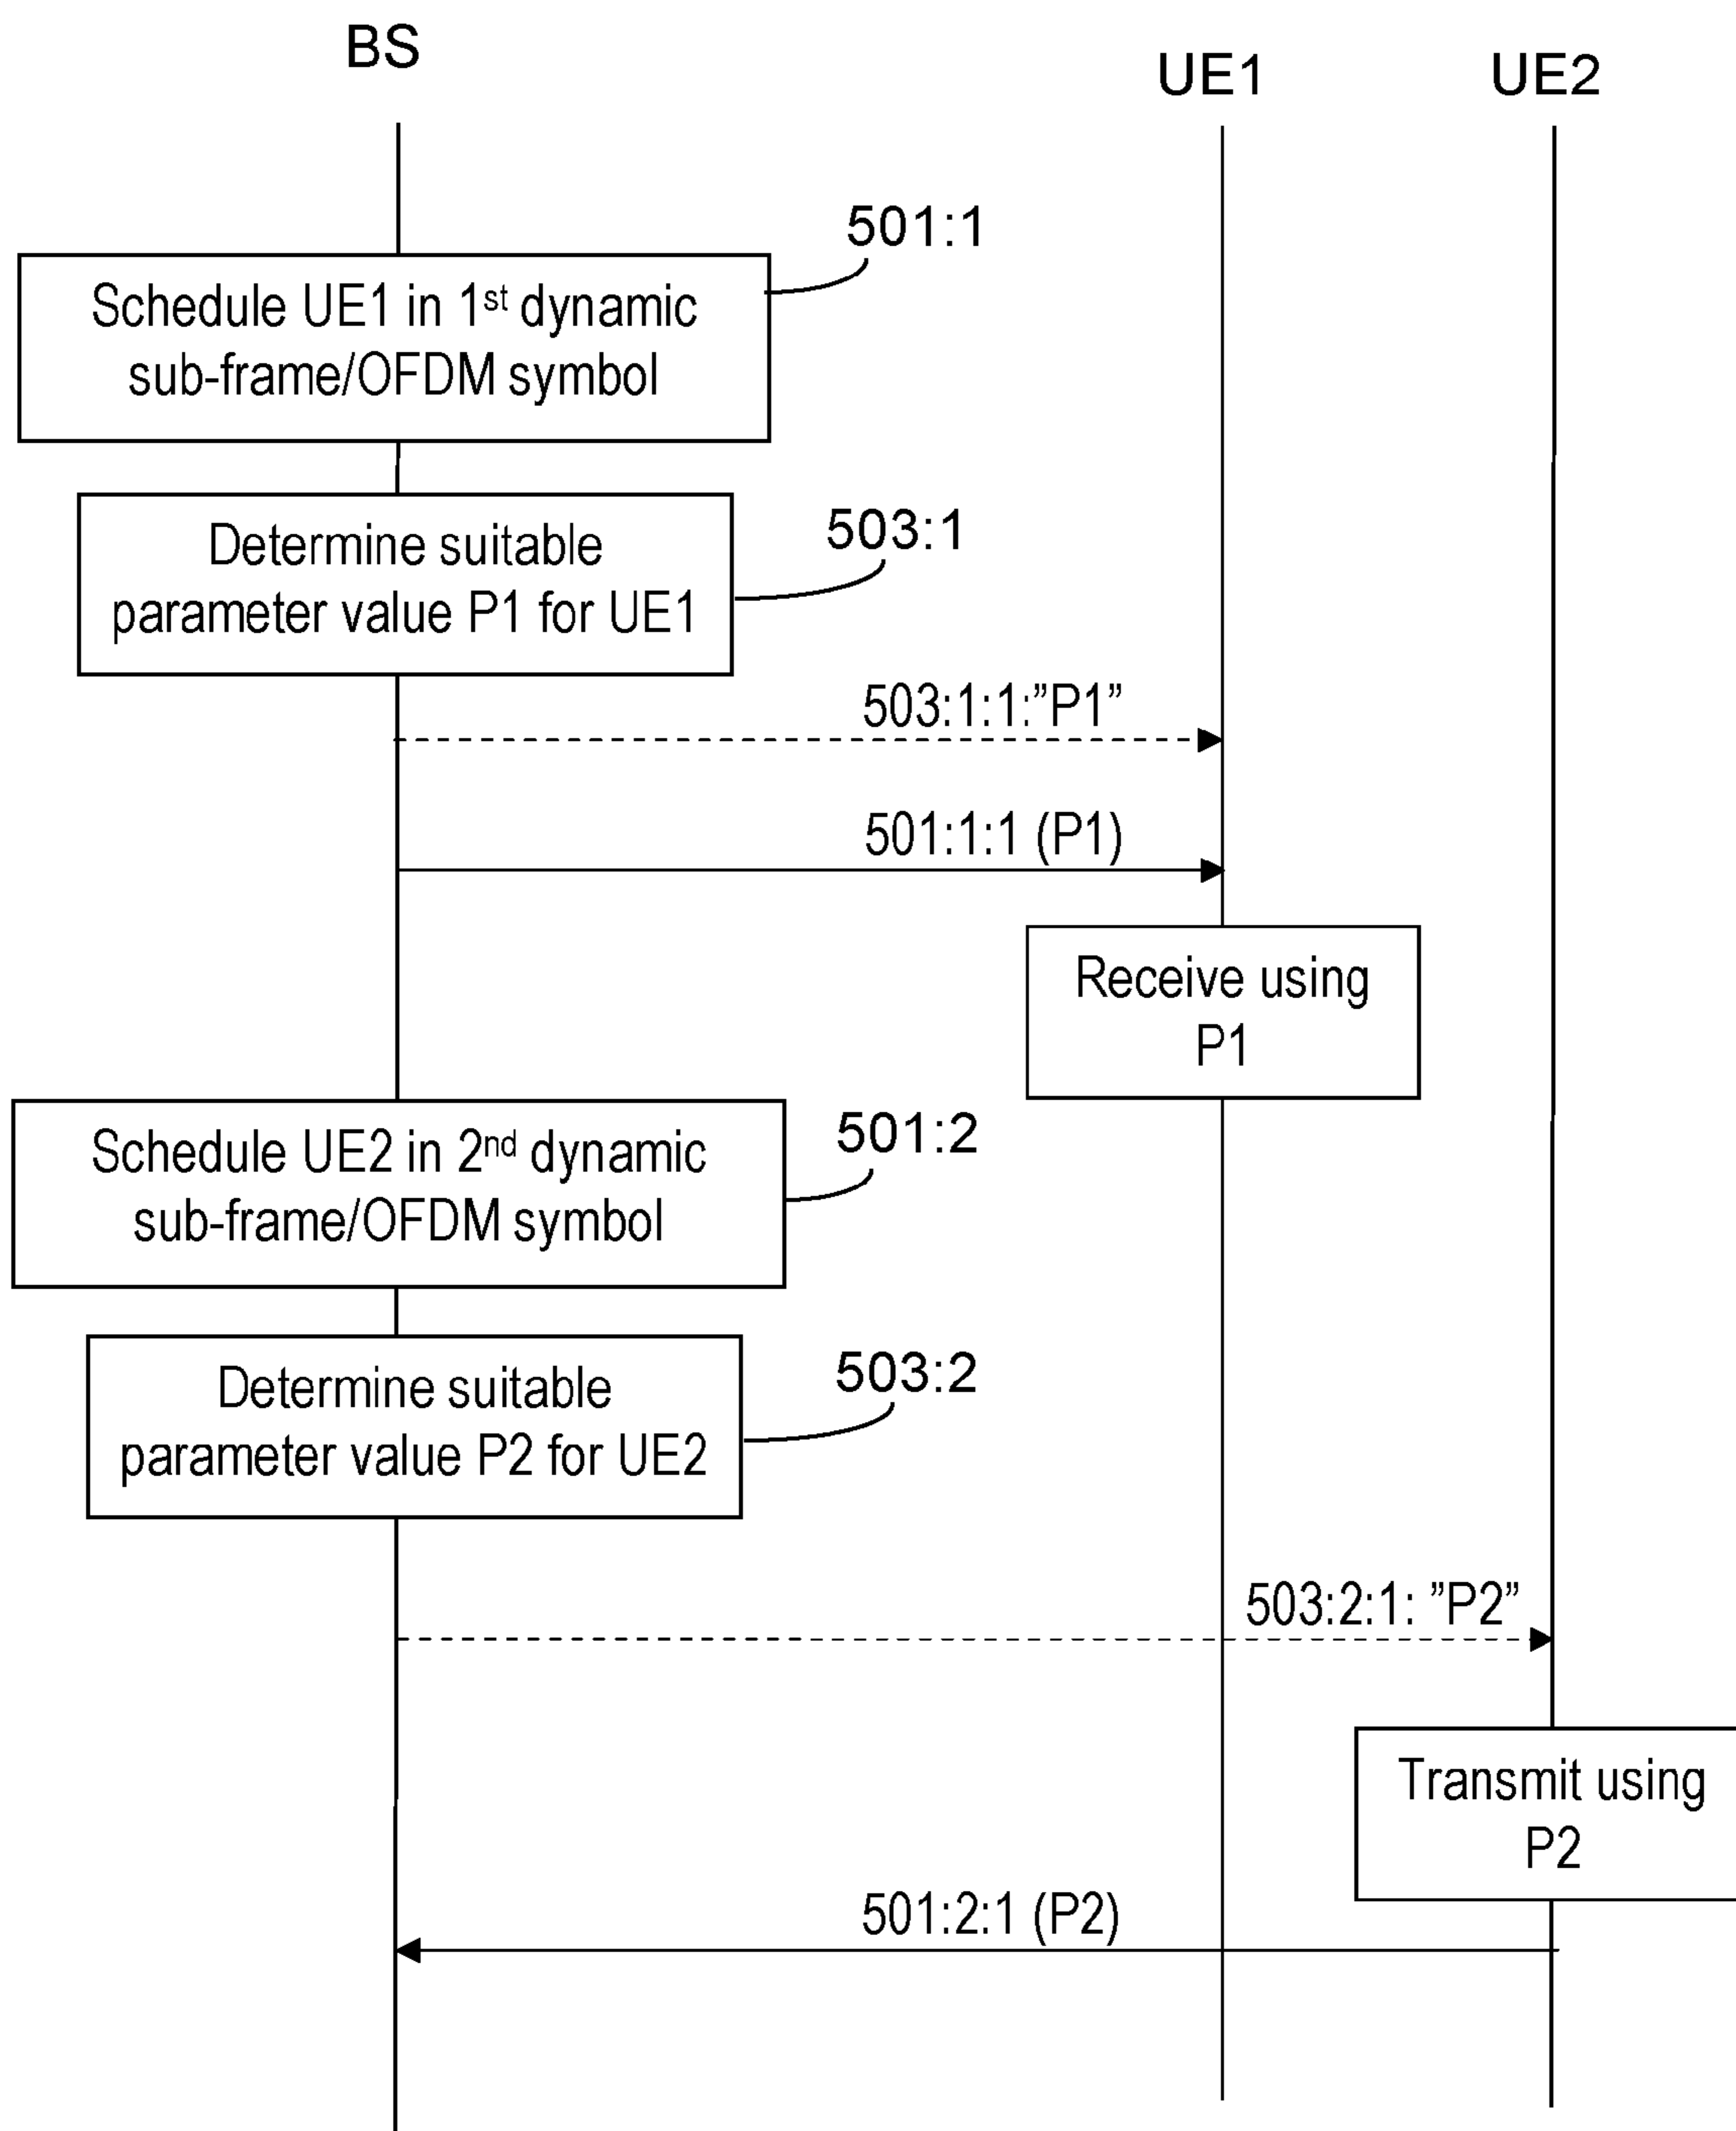 BS
UE1
UE2
501:1
Schedule UE1 in 1st dynamic
sub-frame/OFDM symbol
503:1
Determine suitable
parameter value P1 for UE1
503:1:1:”P1”
501:1:1 (P1)
Receive using
P1
501:2
Schedule UE2 in 2nd dynamic
sub-frame/OFDM symbol
503:2
Determine suitable
parameter value P2 for UE2
503:2:1: ”P2”
Transmit using
P2
501:2:1 (P2)